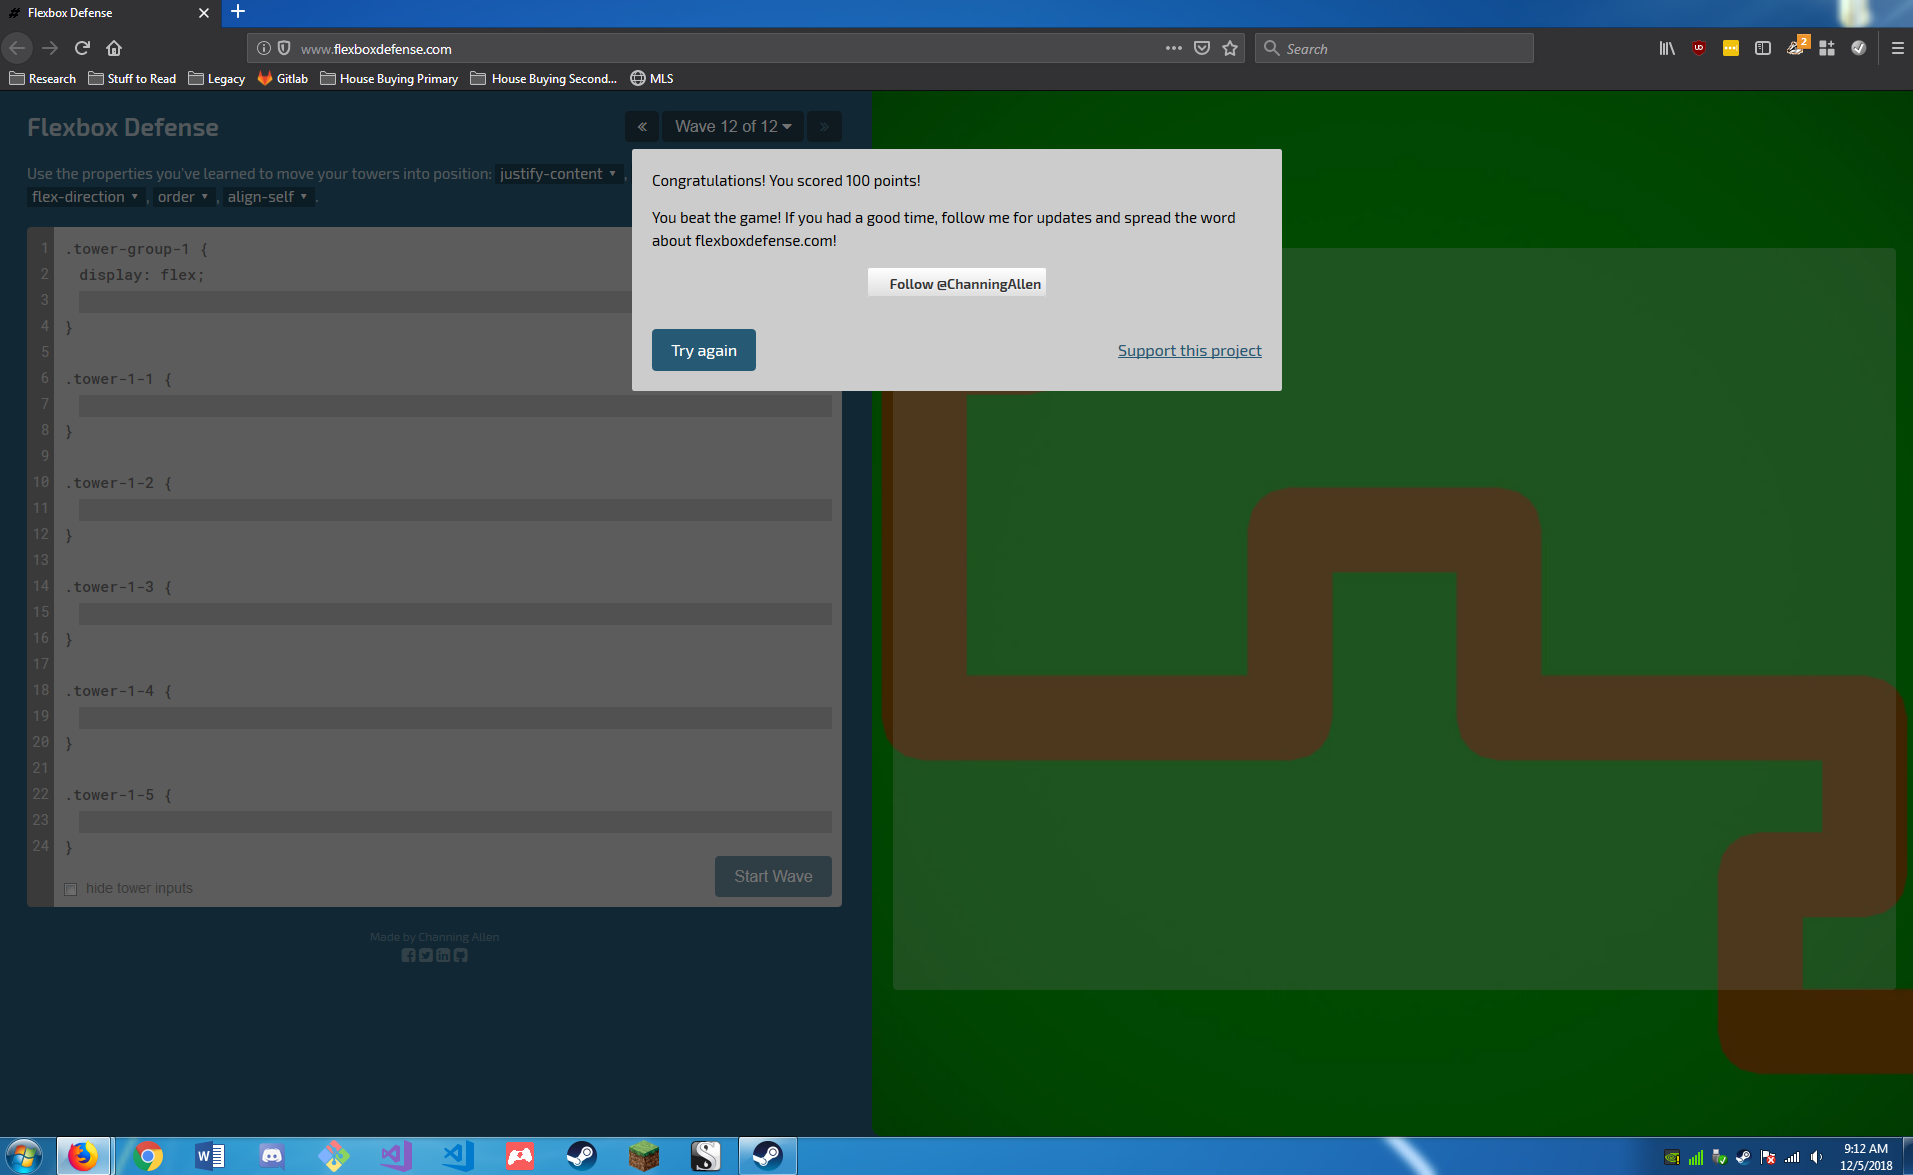 Flexbox Defense
www.flexboxdefense.com
Search
2
Research
Stuff to Read
Legacy
Gitlab
House Buying Primary
House Buying Second...
MLS
Flexbox Defense
« Wave 12 of 12 »
Use the properties you've learned to move your towers into position: justify-content ,
flex-direction , order , align-self .
Congratulations! You scored 100 points!
You beat the game! If you had a good time, follow me for updates and spread the word
about flexboxdefense.com!
Follow @ChanningAllen
Try again
Support this project
1 .tower-group-1 {
2 display: flex;
3
4 }
5
6 .tower-1-1 {
7
8 }
9
10 .tower-1-2 {
11
12 }
13
14 .tower-1-3 {
15
16 }
17
18 .tower-1-4 {
19
20 }
21
22 .tower-1-5 {
23
24 }
hide tower inputs
Start Wave
Made by Channing Allen
9:12 AM
12/5/2018